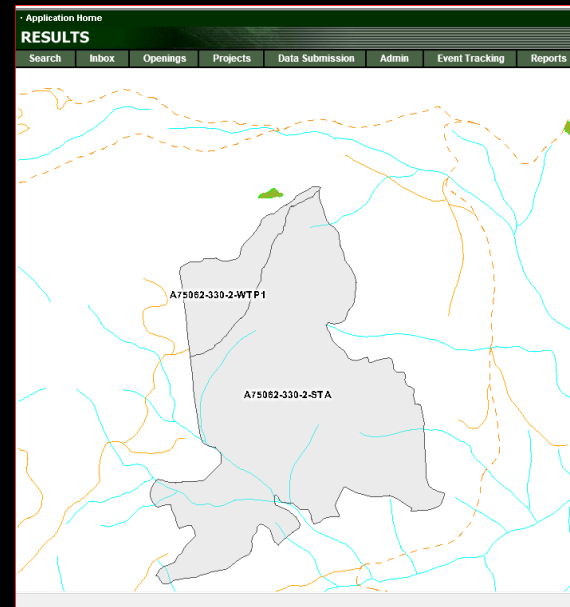 · Application Home
RESULTS
Search Inbox Openings Projects Data Submission Admin Event Tracking Reports
A75062-330-2-WTP1
A75062-330-2-STA